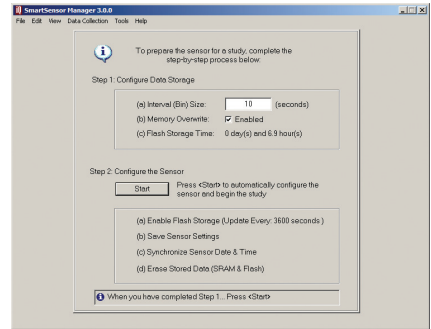 SmartSensor Manager 3.0.0
File Edit View Data Collection Tools Help
To prepare the sensor for a study, complete the
step-by-step process below:
Step 1: Configure Data Storage
(a) Interval (Bin) Size: 10 (seconds)
(b) Memory Overwrite: Enabled
(c) Flash Storage Time: 0 day(s) and 6.9 hour(s)
Step 2: Configure the Sensor
Start Press <Start> to automatically configure the
sensor and begin the study
(a) Enable Flash Storage (Update Every: 3600 seconds )
(b) Save Sensor Settings
(c) Synchronize Sensor Date & Time
(d) Erase Stored Data (SRAM & Flash)
When you have completed Step 1... Press <Start>